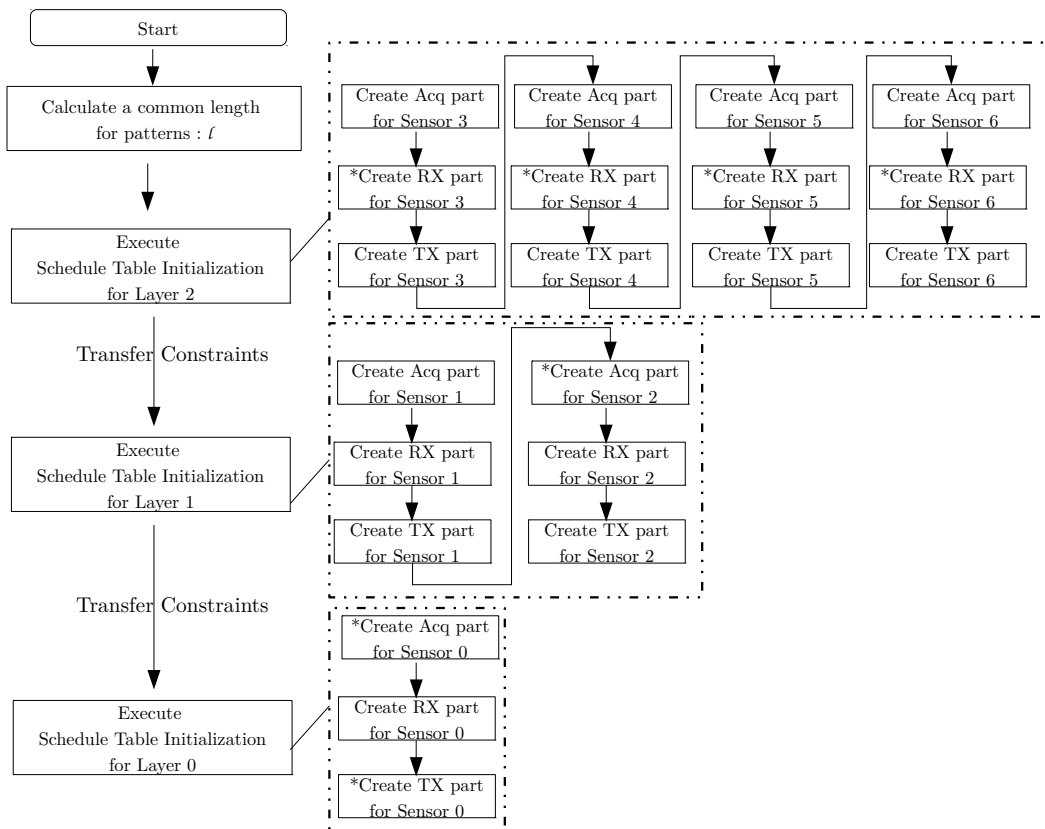 Start
Calculate a common length
for patterns : ℓ
Execute
Schedule Table Initialization
for Layer 2
Transfer Constraints
Execute
Schedule Table Initialization
for Layer 1
Transfer Constraints
Execute
Schedule Table Initialization
for Layer 0
Create Acq part
for Sensor 3
*Create RX part
for Sensor 3
Create TX part
for Sensor 3
Create Acq part
for Sensor 4
*Create RX part
for Sensor 4
Create TX part
for Sensor 4
Create Acq part
for Sensor 5
*Create RX part
for Sensor 5
Create TX part
for Sensor 5
Create Acq part
for Sensor 6
*Create RX part
for Sensor 6
Create TX part
for Sensor 6
Create Acq part
for Sensor 1
Create RX part
for Sensor 1
Create TX part
for Sensor 1
*Create Acq part
for Sensor 2
Create RX part
for Sensor 2
Create TX part
for Sensor 2
*Create Acq part
for Sensor 0
Create RX part
for Sensor 0
*Create TX part
for Sensor 0